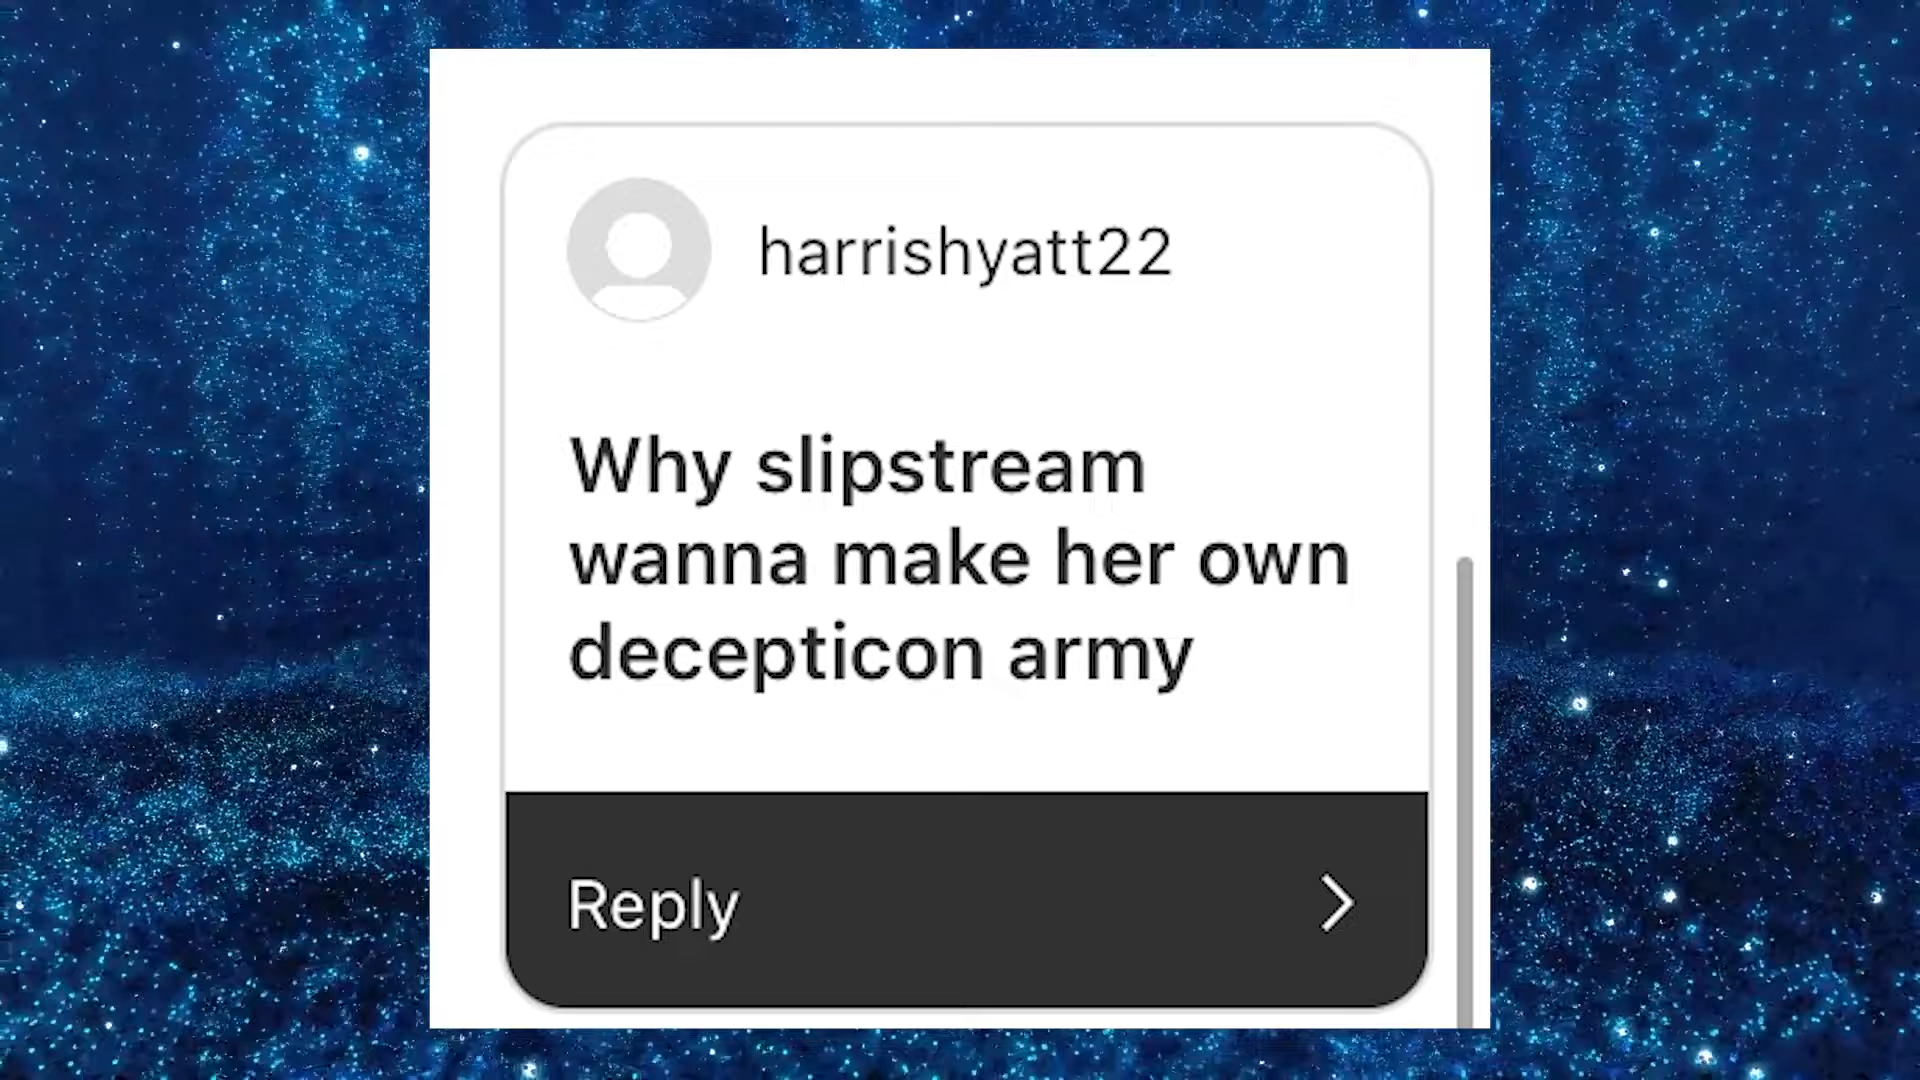 harrishyatt22
Why slipstream
wanna make her own
decepticon army
Reply